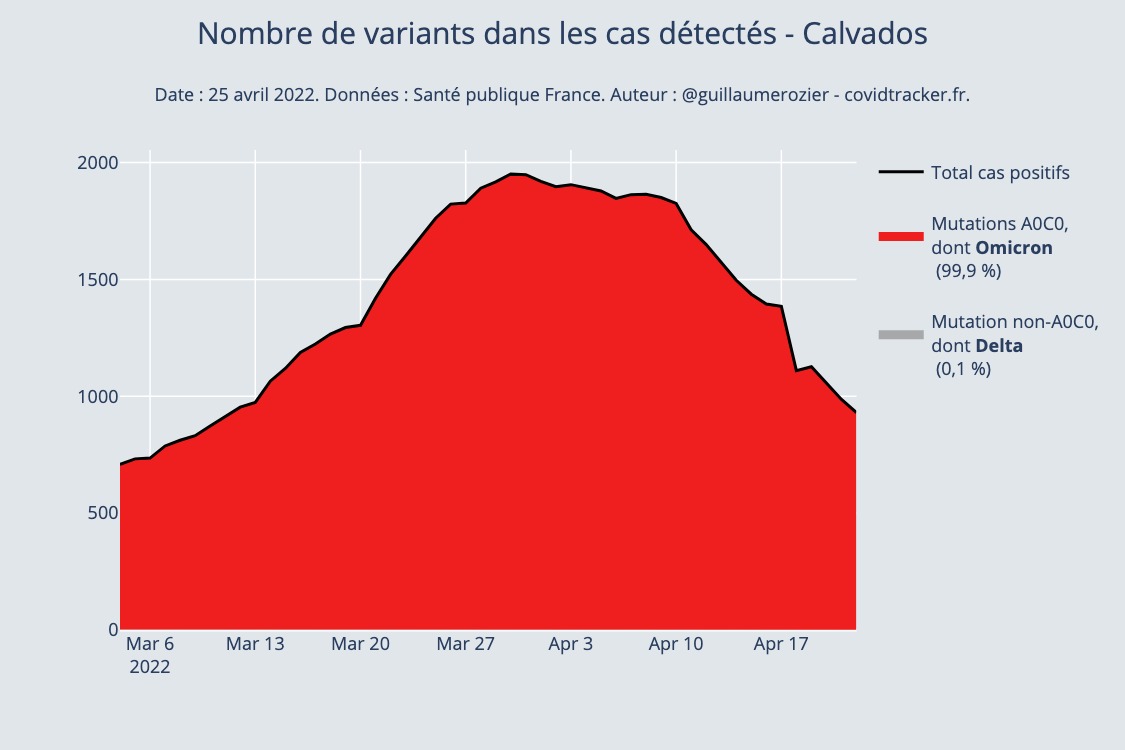 Nombre de variants dans les cas détectés - Calvados
Date : 25 avril 2022. Données : Santé publique France. Auteur : @guillaumerozier - covidtracker.fr.
2000
1500
1000
500
0
Mar 6
2022
Mar 13
Mar 20
Mar 27
Apr 3
Apr 10
Apr 17
Total cas positifs
Mutations A0C0,
dont Omicron
(99,9 %)
Mutation non-A0C0,
dont Delta
(0,1 %)